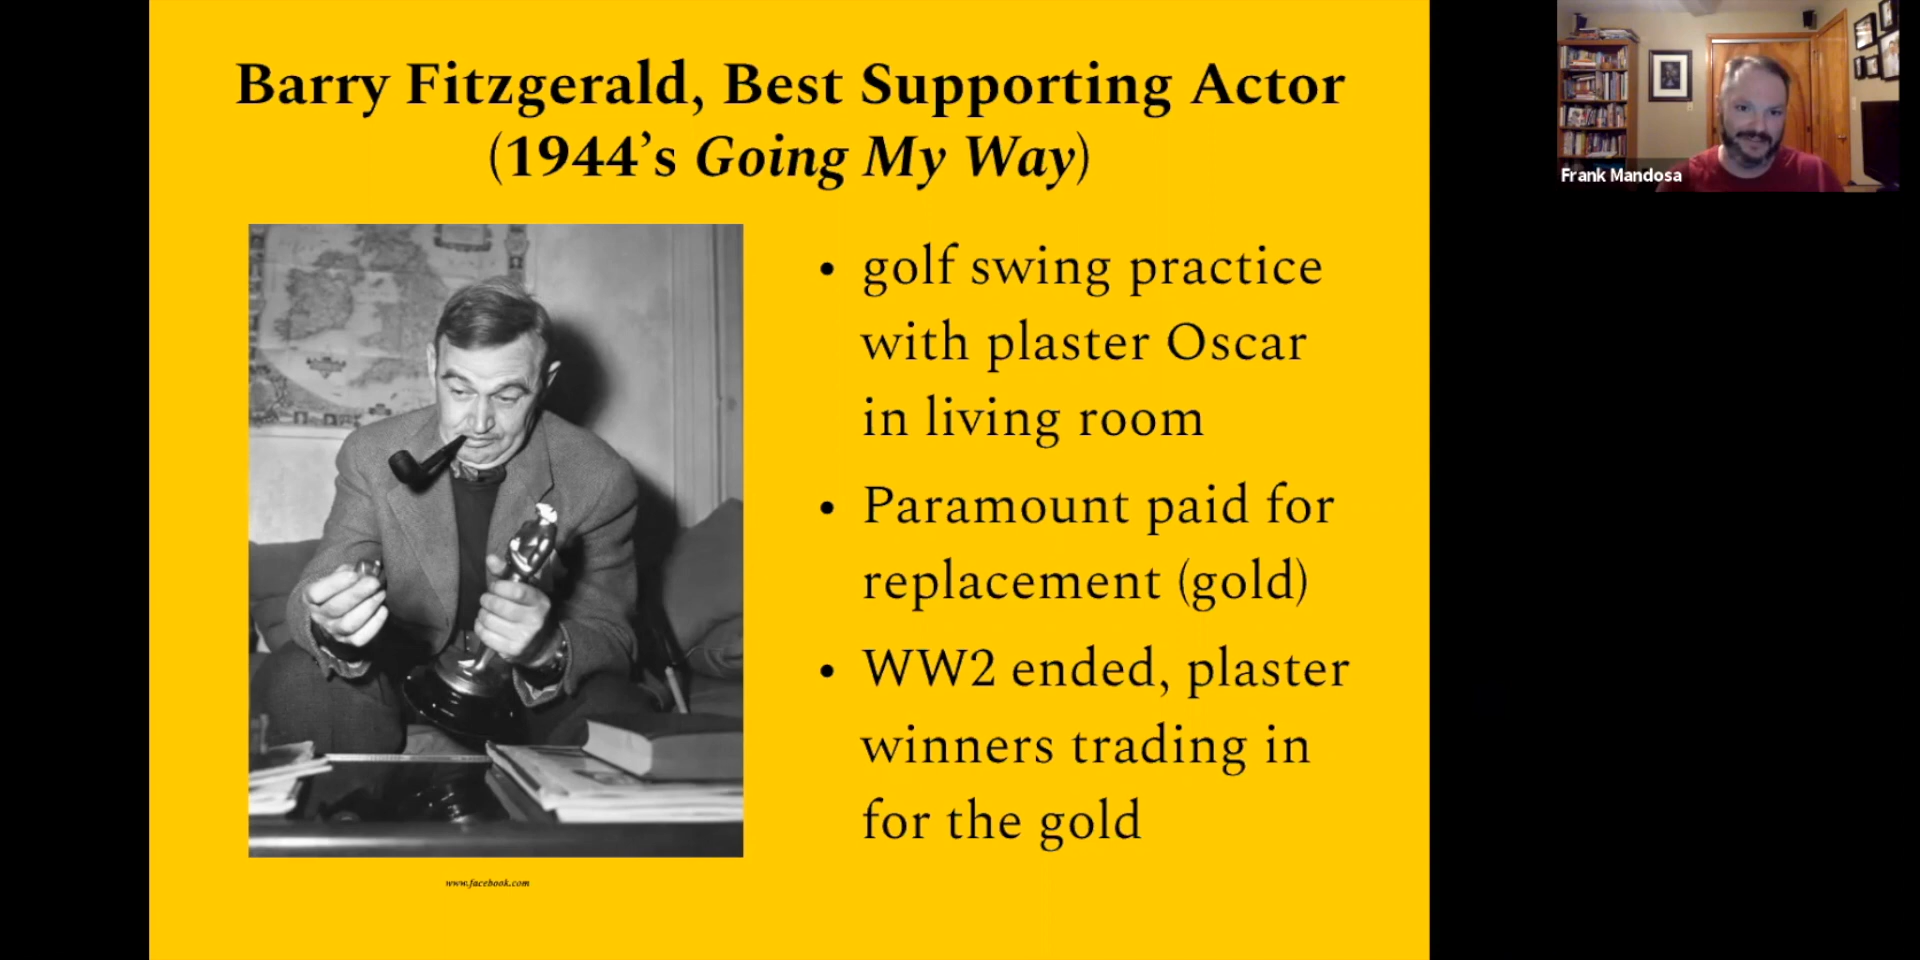 Barry Fitzgerald, Best Supporting Actor
(1944’s Going My Way)
• golf swing practice
with plaster Oscar
in living room
• Paramount paid for
replacement (gold)
• WW2 ended, plaster
winners trading in
for the gold
www.facebook.com
Frank Mandosa